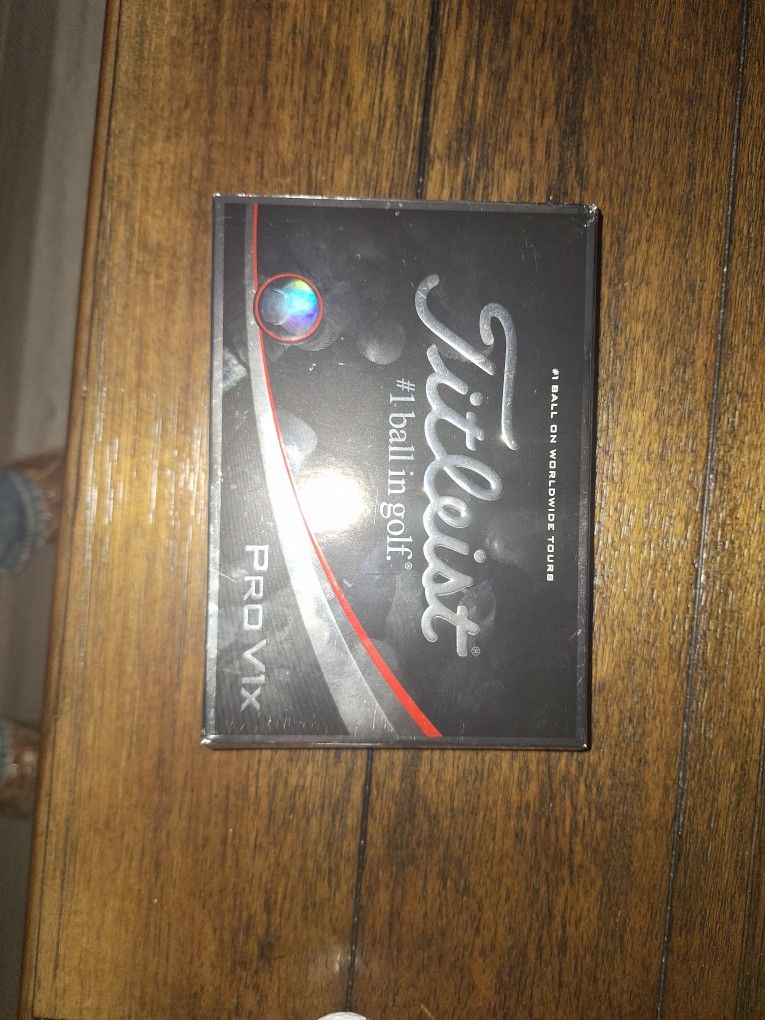 #1 BALL ON WORLDWIDE TOURS
Titleist®
#1 ball in golf.®
PRO V1x